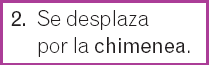 2. Se desplaza
por la chimenea.